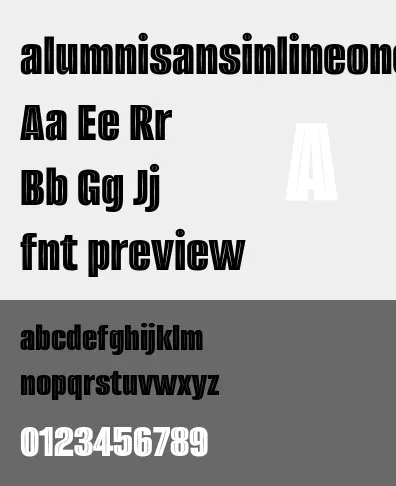 alumnisansinlineone
Aa Ee Rr
A
Bb Gg Jj
fnt preview
abcdefghijklm
nopqrstuvwxyz
0123456789